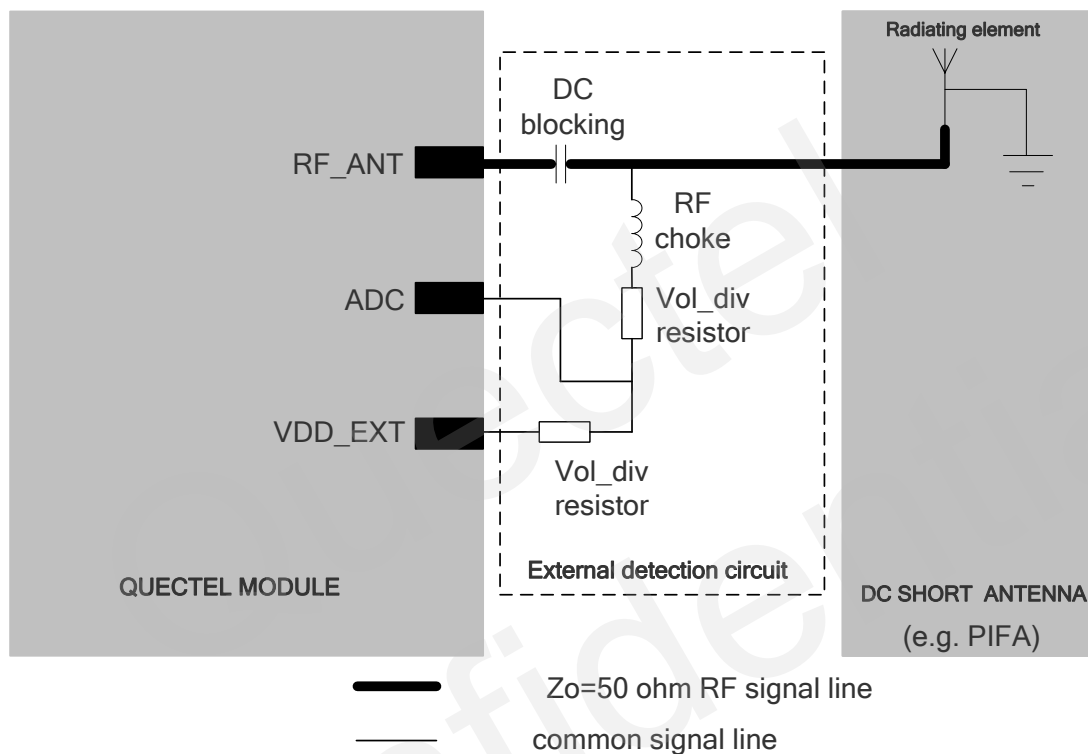 Radiating element
DC
blocking
RF_ANT
RF
choke
ADC
Vol_div
resistor
VDD_EXT
Vol_div
resistor
QUECTEL MODULE
External detection circuit
DC SHORT ANTENNA
(e.g. PIFA)
Zo=50 ohm RF signal line
common signal line
Quectel